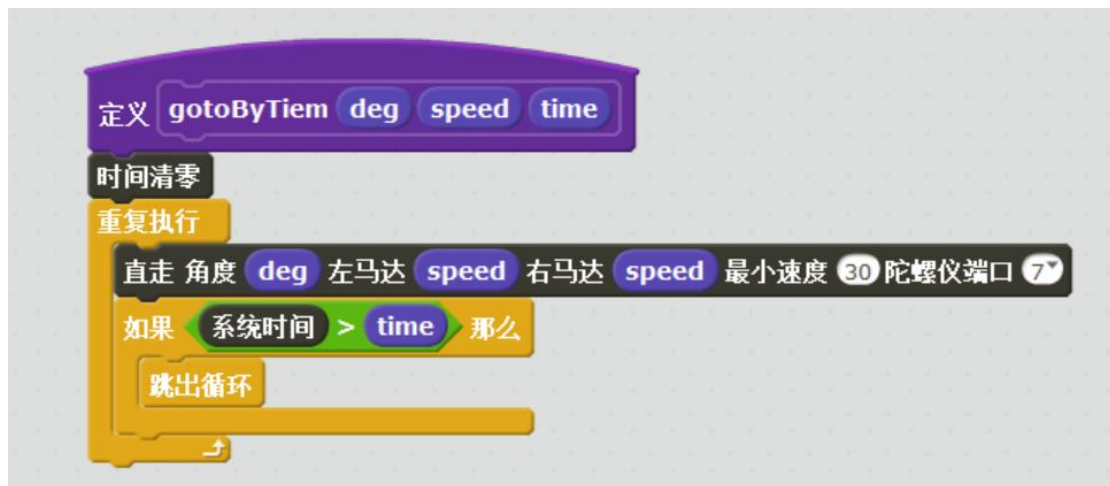 定义 gotoByTiem deg speed time
时间清零
重复执行
直走 角度 deg 左马达 speed 右马达 speed 最小速度 30 陀螺仪端口 7
如果 系统时间 > time 那么
跳出循环